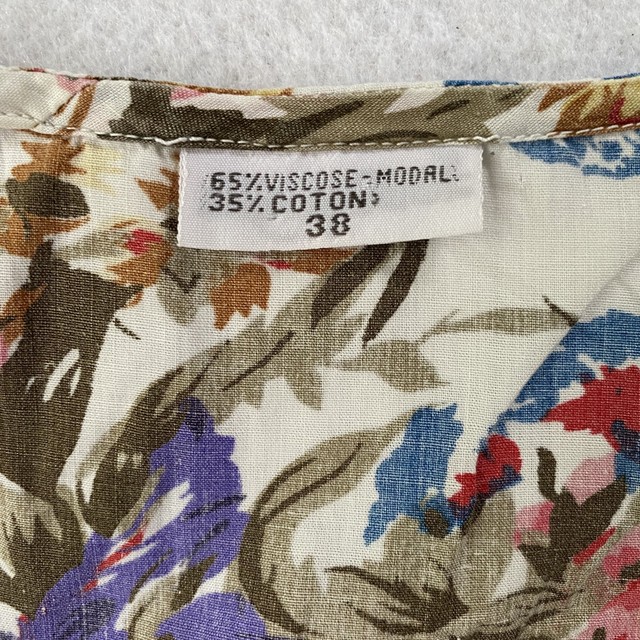 65% VISCOSE-MODAL
35% COTON
38